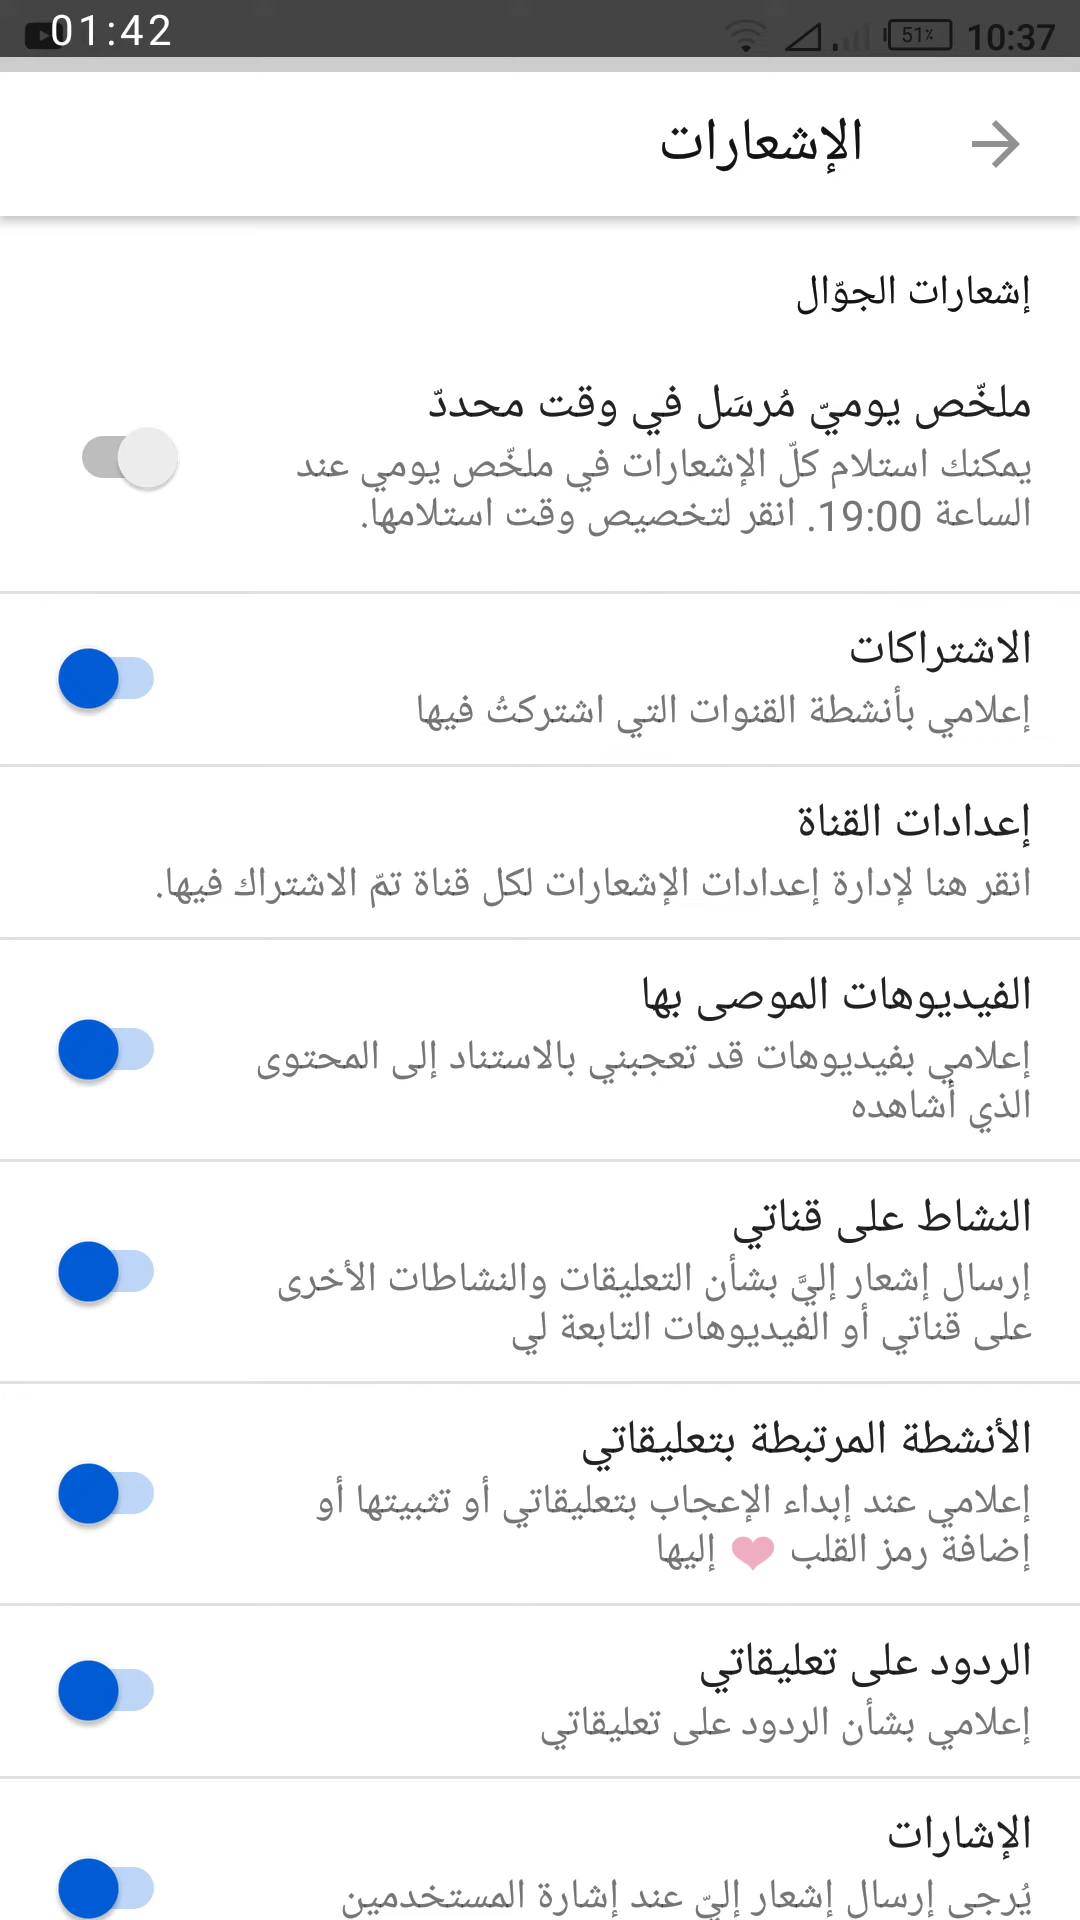 01:42
51%
10:37
الإشعارات
إشعارات الجوّال
ملخّص يوميّ مُرسَل في وقت محددّ
يمكنك استلام كلّ الإشعارات في ملخّص يومي عند
الساعة 19:00. انقر لتخصيص وقت استلامها.
الاشتراكات
إعلامي بأنشطة القنوات التي اشتركتُ فيها
إعدادات القناة
انقر هنا لإدارة إعدادات الإشعارات لكل قناة تمّ الاشتراك فيها.
الفيديوهات الموصى بها
إعلامي بفيديوهات قد تعجبني بالاستناد إلى المحتوى
الذي أشاهده
النشاط على قناتي
إرسال إشعار إليَّ بشأن التعليقات والنشاطات الأخرى
على قناتي أو الفيديوهات التابعة لي
الأنشطة المرتبطة بتعليقاتي
إعلامي عند إبداء الإعجاب بتعليقاتي أو تثبيتها أو
إضافة رمز القلب ❤ إليها
الردود على تعليقاتي
إعلامي بشأن الردود على تعليقاتي
الإشارات
يُرجى إرسال إشعار إليّ عند إشارة المستخدمين